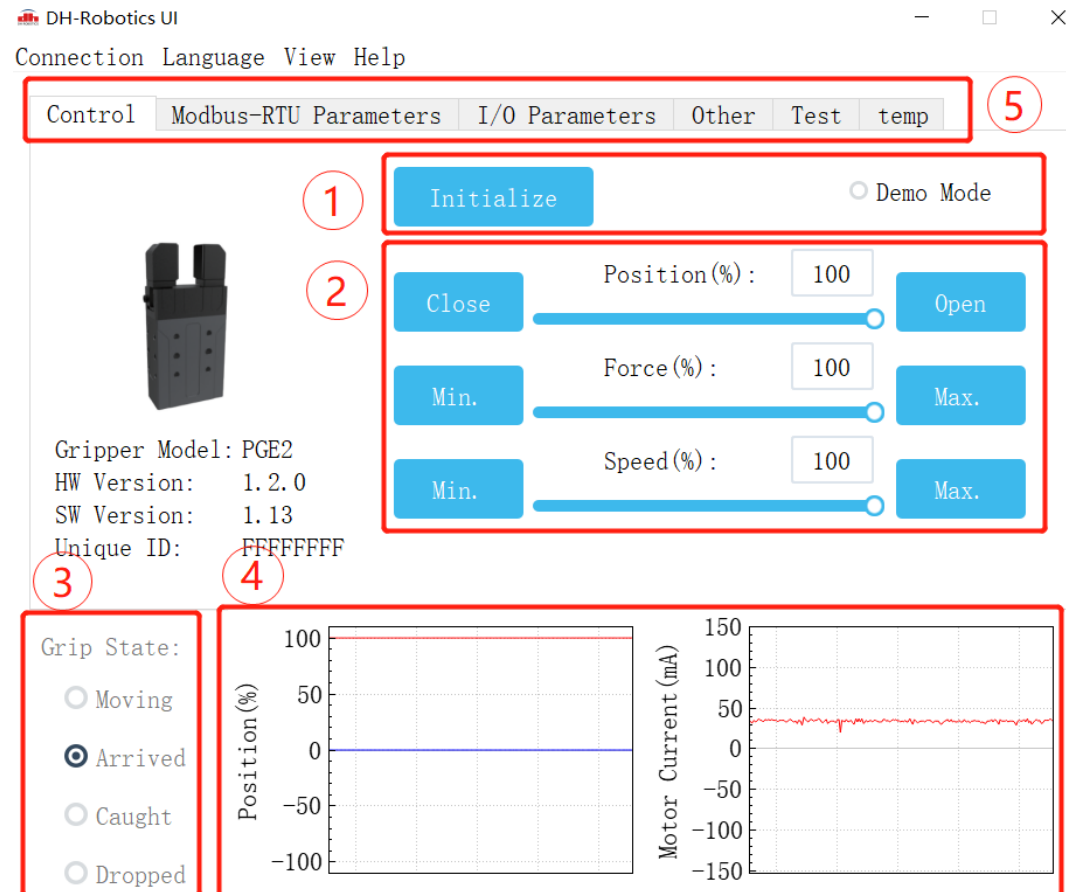 DH-Robotics UI
Connection Language View Help
Control Modbus-RTU Parameters I/O Parameters Other Test temp
5
1
Initialize
Demo Mode
2
Position(%): 100
Close
Open
Force(%): 100
Min.
Max.
Speed(%): 100
Min.
Max.
Gripper Model: PGE2
HW Version: 1.2.0
SW Version: 1.13
Unique ID: FFFFFFFF
3
4
Grip State:
Moving
Arrived
Caught
Dropped
Position(%)
100
50
0
-50
-100
Motor Current(mA)
150
100
50
0
-50
-100
-150